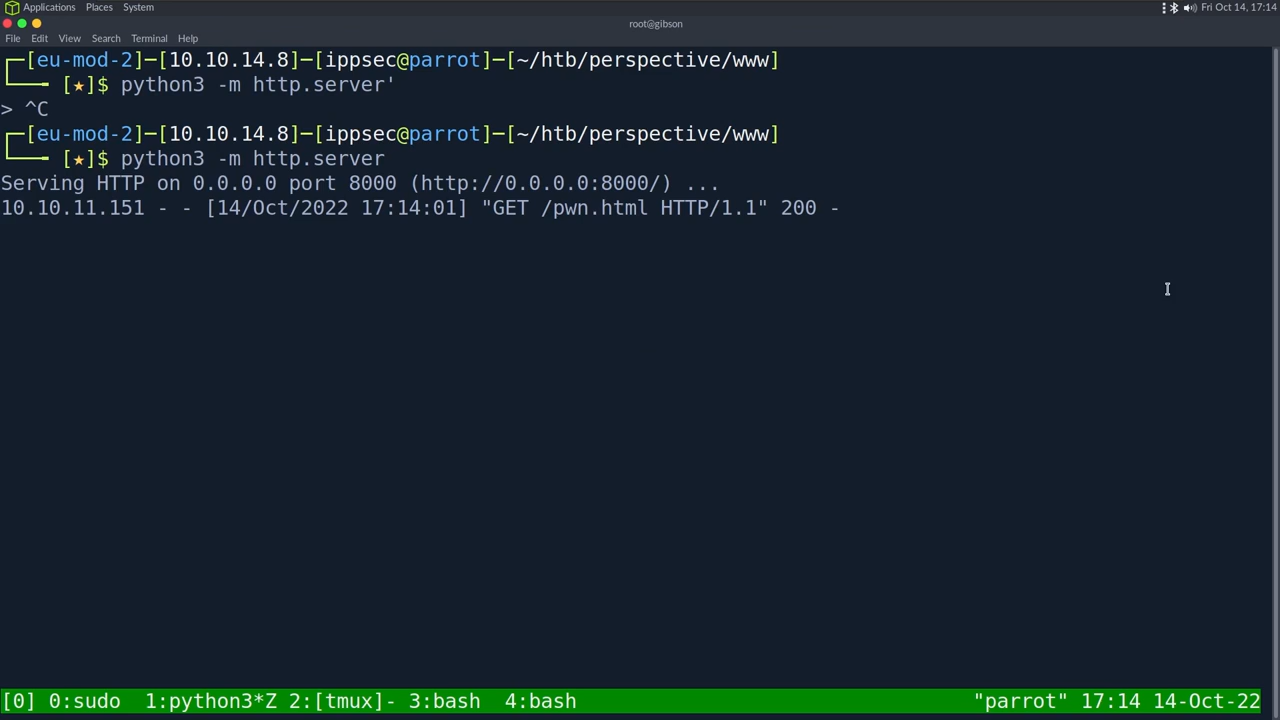 Applications Places System Fri Oct 14, 17:14
root@gibson
File Edit View Search Terminal Help
┌─[eu-mod-2]─[10.10.14.8]─[ippsec@parrot]─[~/htb/perspective/www]
└──╼ [★]$ python3 -m http.server'
> ^C
┌─[eu-mod-2]─[10.10.14.8]─[ippsec@parrot]─[~/htb/perspective/www]
└──╼ [★]$ python3 -m http.server
Serving HTTP on 0.0.0.0 port 8000 (http://0.0.0.0:8000/) ...
10.10.11.151 - - [14/Oct/2022 17:14:01] "GET /pwn.html HTTP/1.1" 200 -
[0] 0:sudo  1:python3*Z 2:[tmux]- 3:bash  4:bash "parrot" 17:14 14-Oct-22